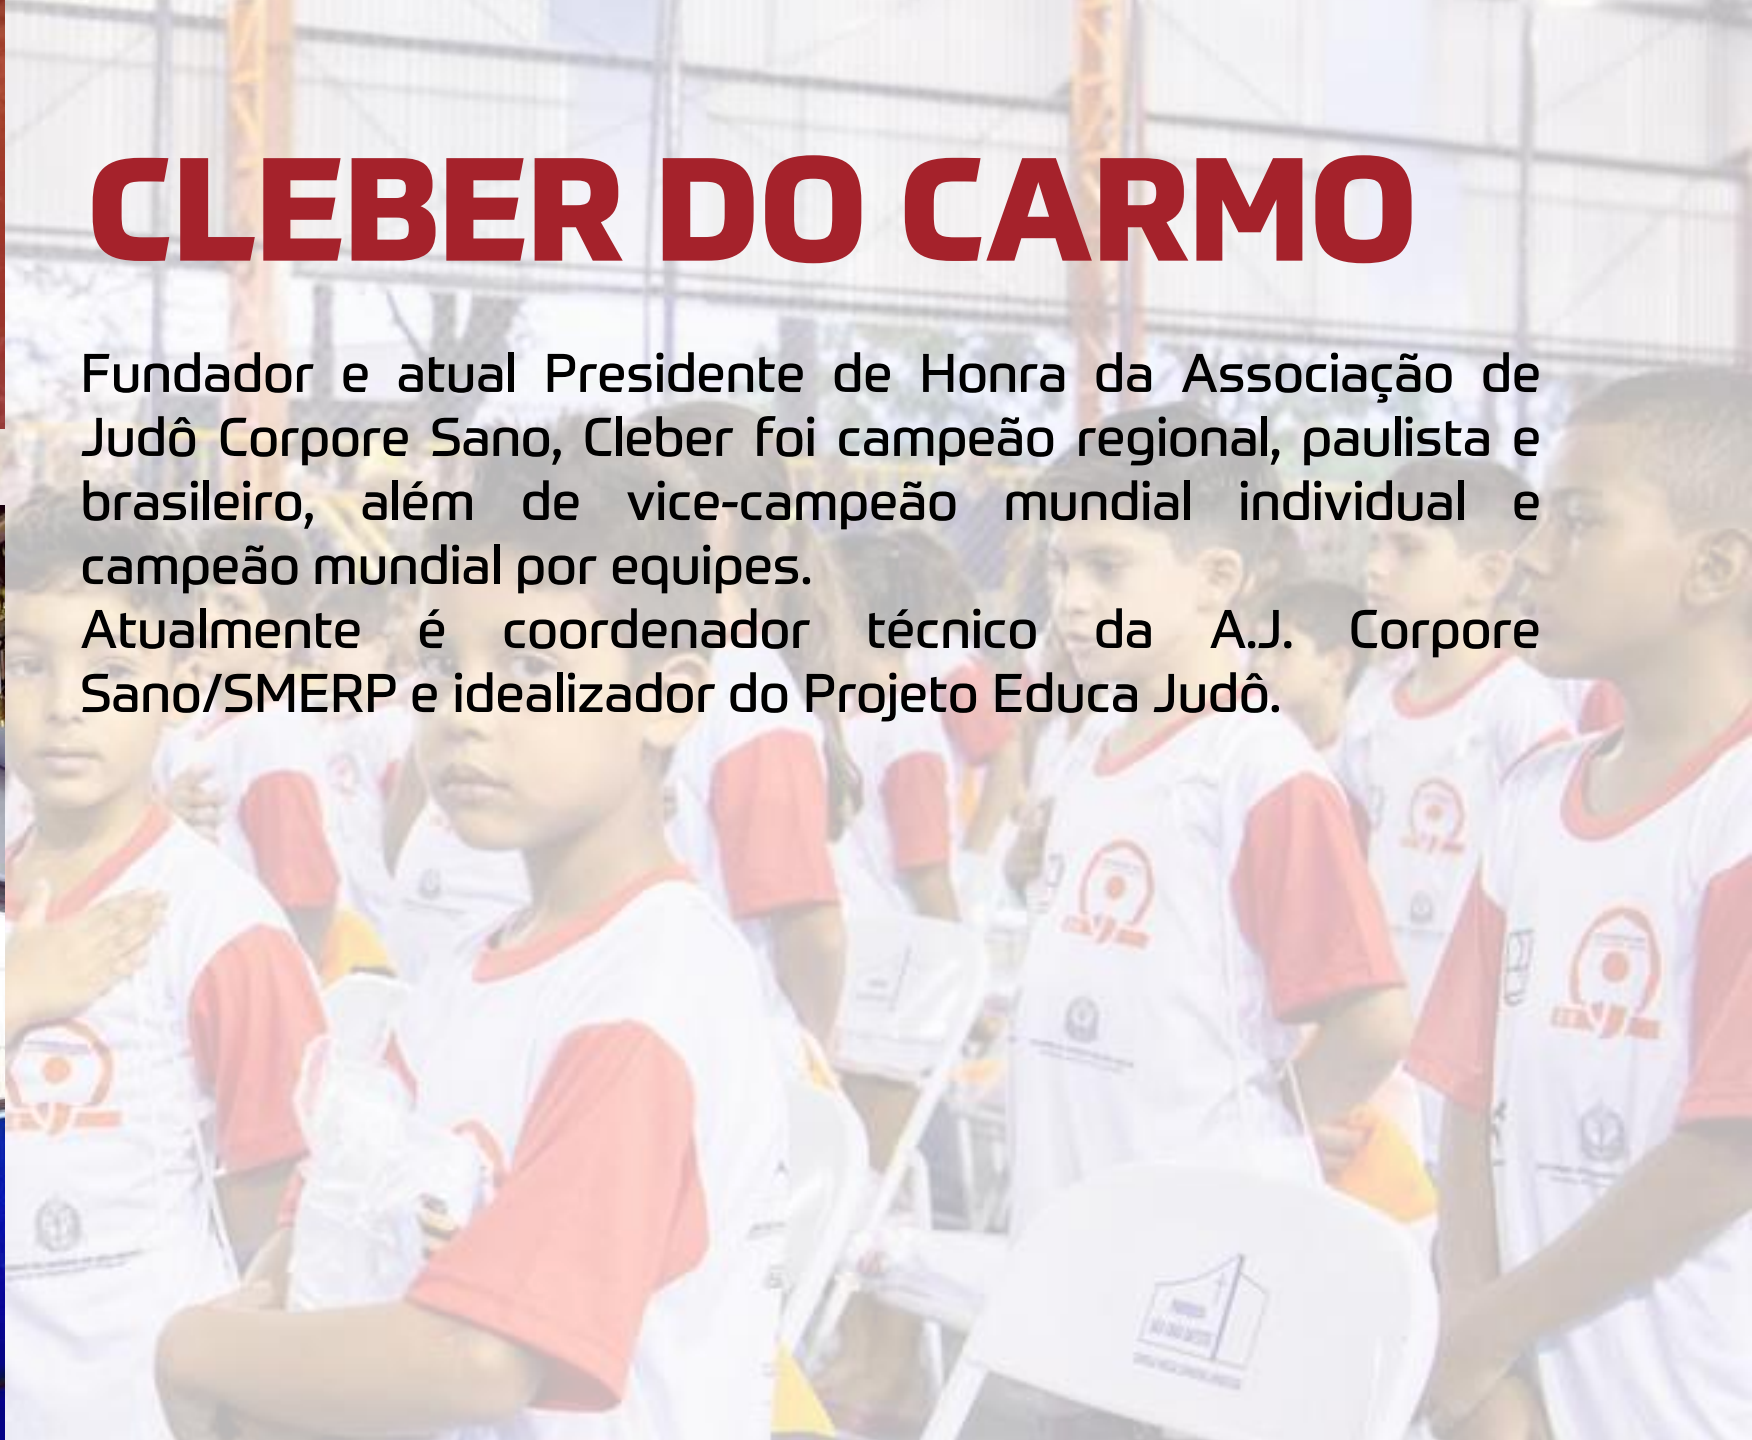 CLEBER DO CARMO
Fundador e atual Presidente de Honra da Associação de
Judô Corpore Sano, Cleber foi campeão regional, paulista e
brasileiro, além de vice-campeão mundial individual e
campeão mundial por equipes.
Atualmente é coordenador técnico da A.J. Corpore
Sano/SMERP e idealizador do Projeto Educa Judô.